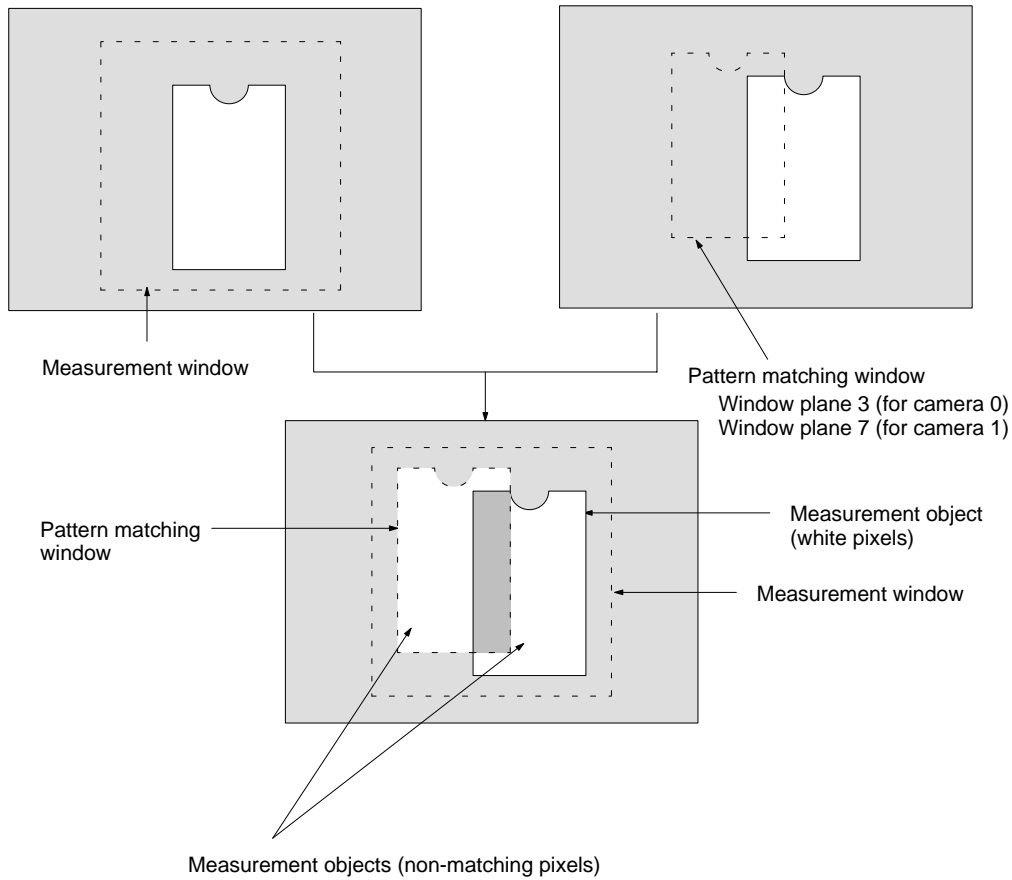 Measurement window
Pattern matching window
Window plane 3 (for camera 0)
Window plane 7 (for camera 1)
Pattern matching
window
Measurement object
(white pixels)
Measurement window
Measurement objects (non-matching pixels)